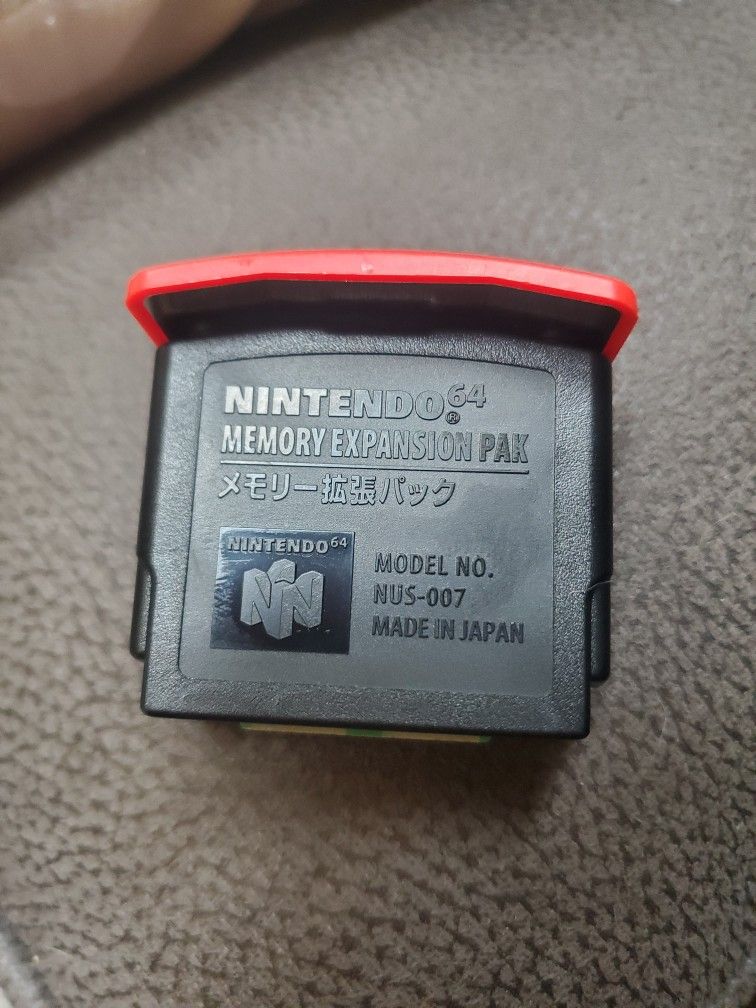 NINTENDO64®
MEMORY EXPANSION PAK
メモリー拡張パック
NINTENDO64
MODEL NO.
NUS-007
MADE IN JAPAN